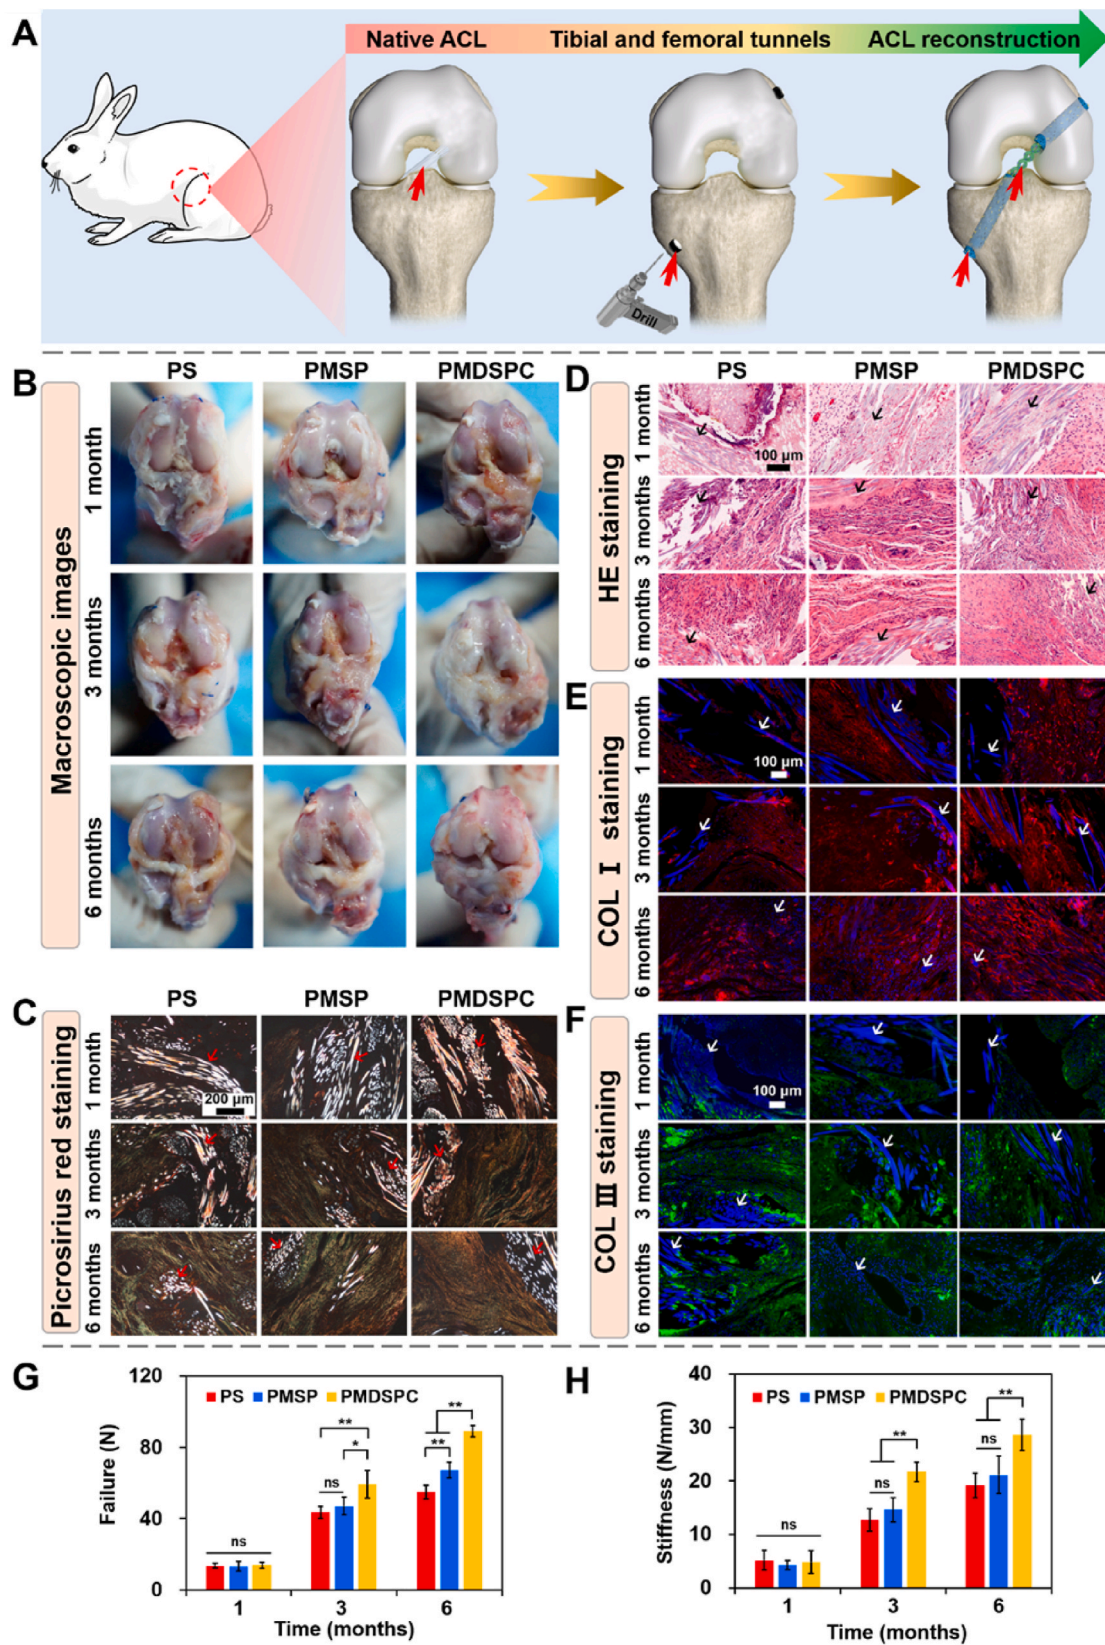 A
Native ACL
Tibial and femoral tunnels
ACL reconstruction
Drill
B
PS
PMSP
PMDSPC
Macroscopic images
1 month
3 months
6 months
C
PS
PMSP
PMDSPC
Picrosirius red staining
1 month
200 μm
3 months
6 months
D
PS
PMSP
PMDSPC
HE staining
1 month
100 μm
3 months
6 months
E
COL Ⅰ staining
1 month
100 μm
3 months
6 months
F
COL Ⅲ staining
1 month
100 μm
3 months
6 months
G
Failure (N)
120
80
40
0
PS PMSP PMDSPC
ns
ns
**
*
**
**
1 3 6
Time (months)
H
Stiffness (N/mm)
40
30
20
10
0
PS PMSP PMDSPC
ns
ns
**
ns
**
1 3 6
Time (months)